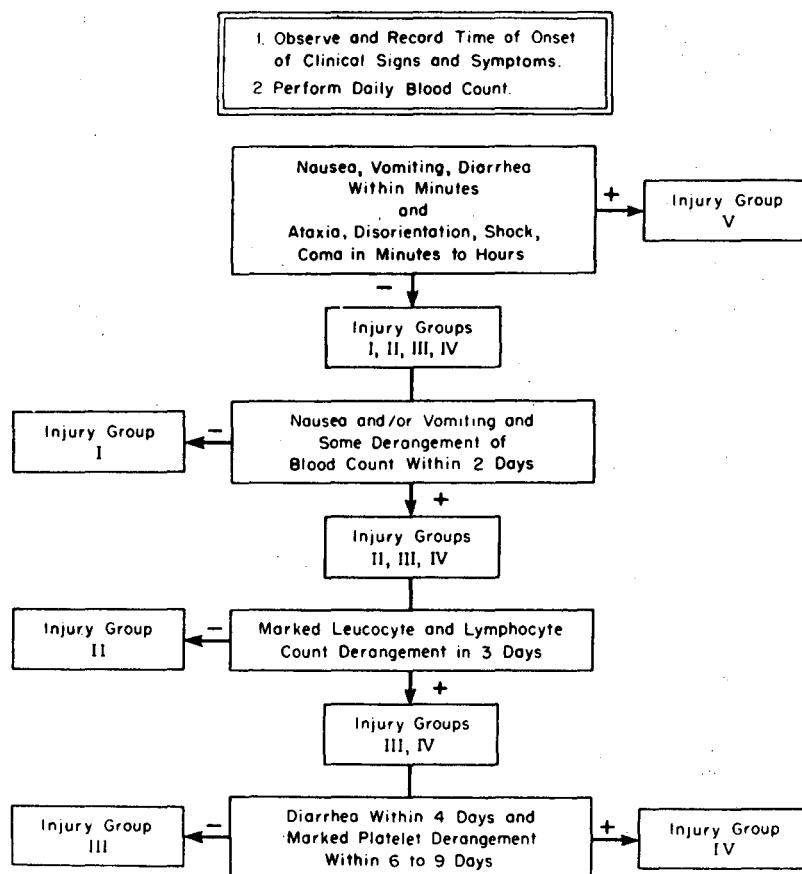 1. Observe and Record Time of Onset
of Clinical Signs and Symptoms.
2 Perform Daily Blood Count.
Nausea, Vomiting, Diarrhea
Within Minutes
and
Ataxia, Disorientation, Shock,
Coma in Minutes to Hours
+
Injury Group
V
−
Injury Groups
I, II, III, IV
Injury Group
I
−
Nausea and/or Vomiting and
Some Derangement of
Blood Count Within 2 Days
+
Injury Groups
II, III, IV
Injury Group
II
−
Marked Leucocyte and Lymphocyte
Count Derangement in 3 Days
+
Injury Groups
III, IV
Injury Group
III
−
Diarrhea Within 4 Days and
Marked Platelet Derangement
Within 6 to 9 Days
+
Injury Group
IV